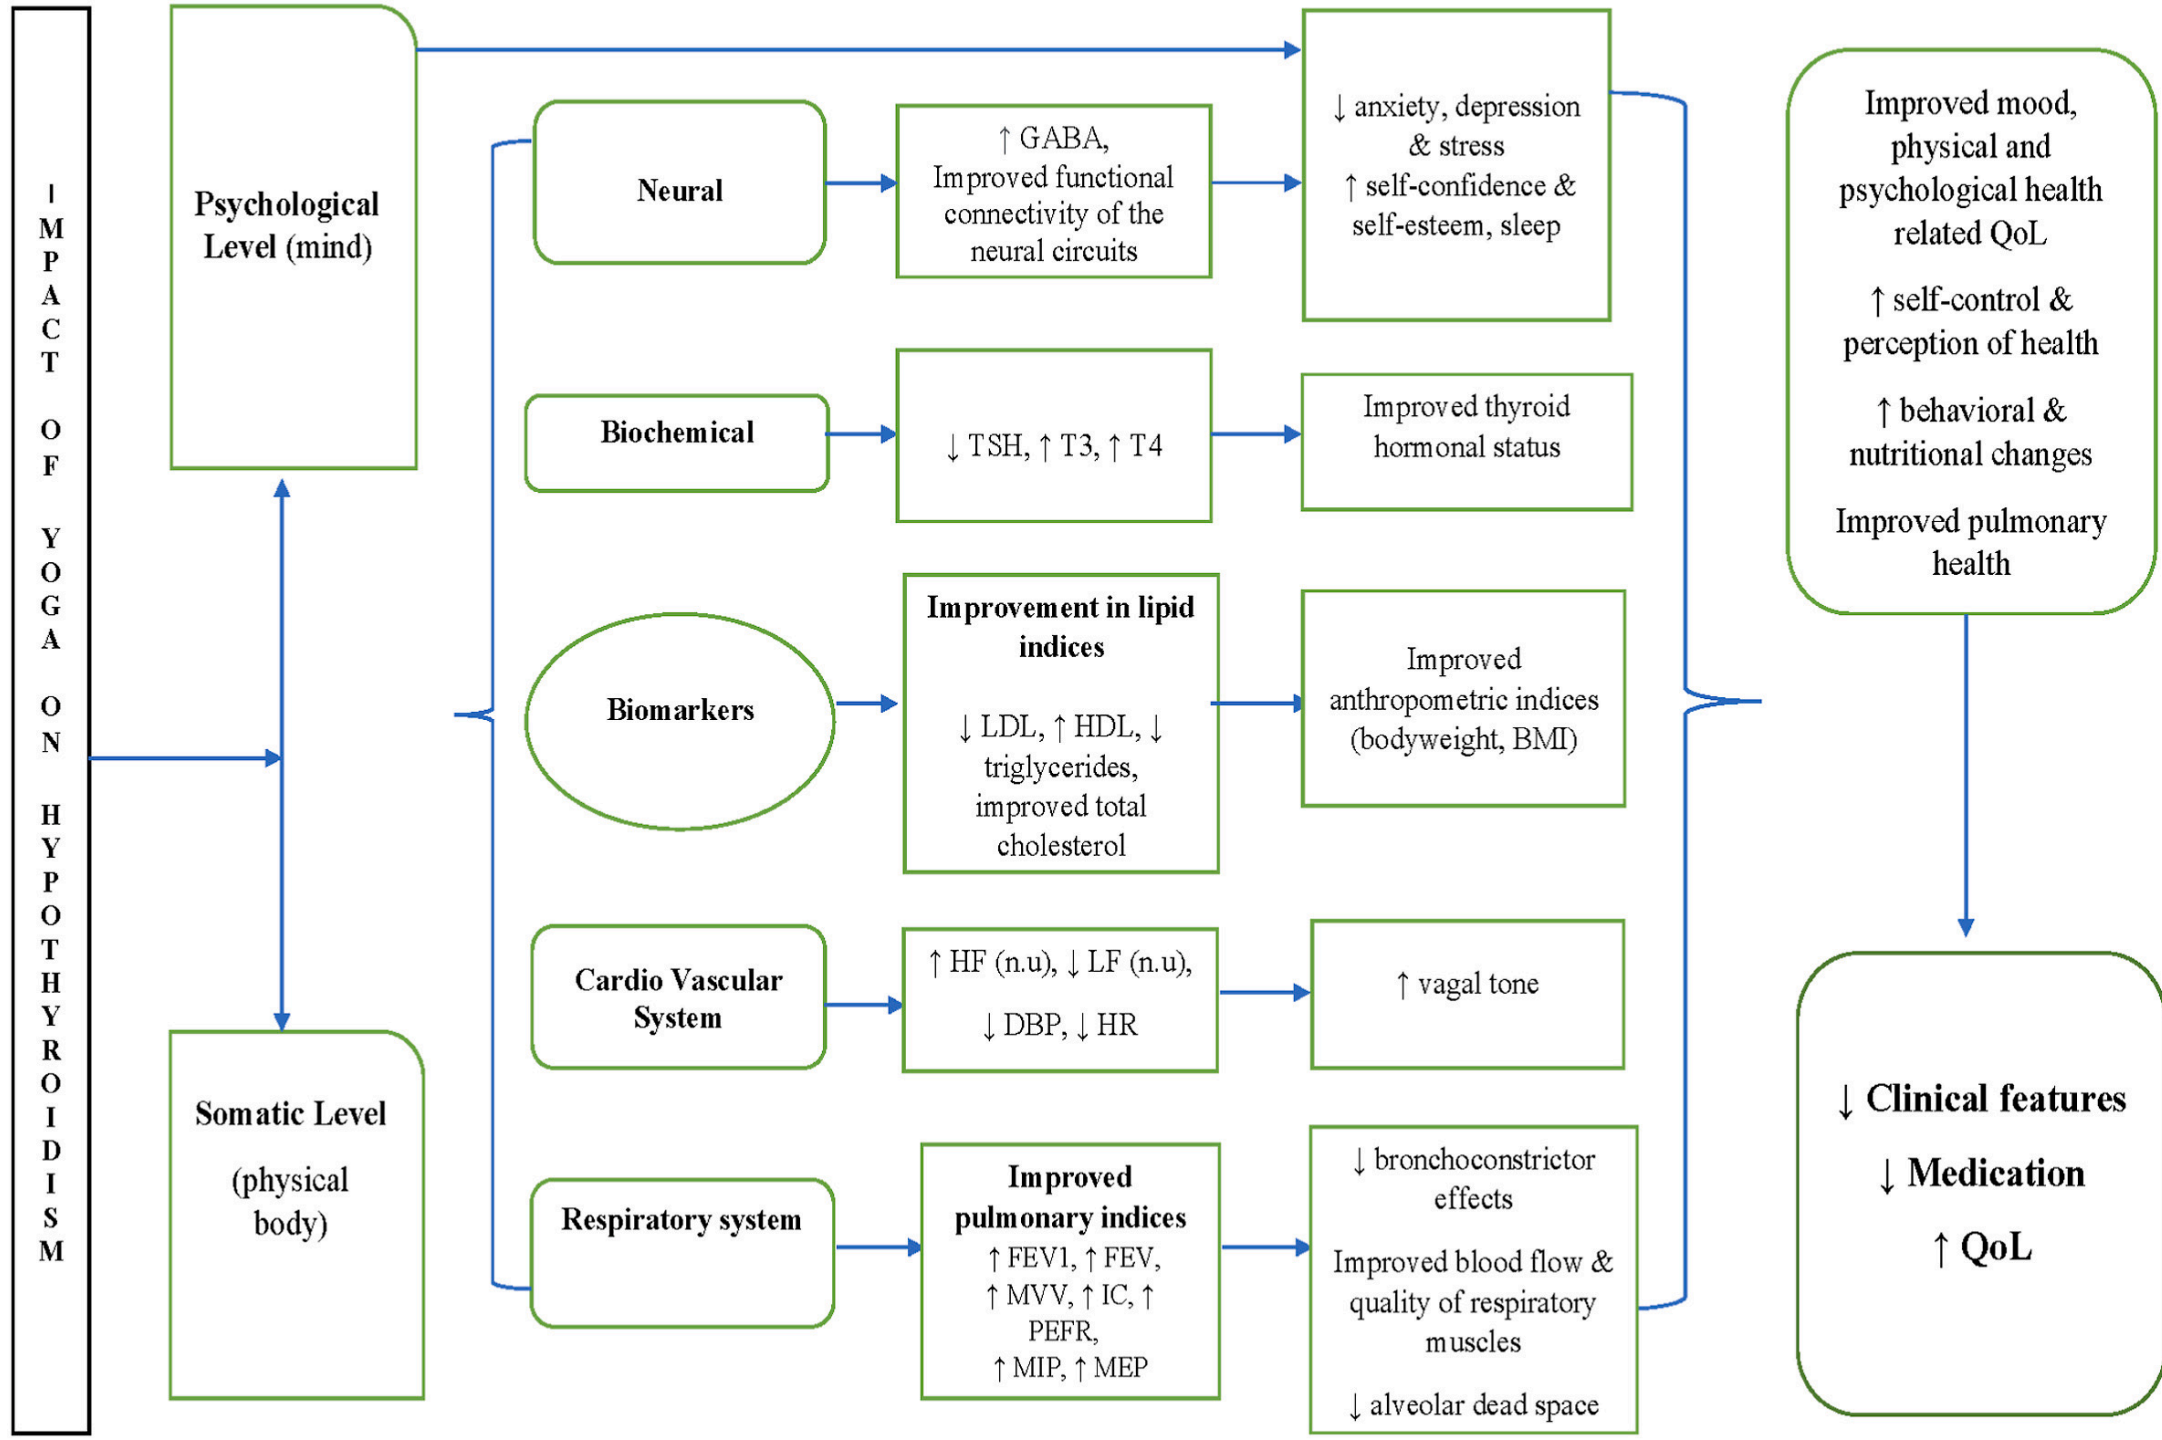 IMPACT OF YOGA ON HYPOTHYROIDISM
Psychological
Level (mind)
Somatic Level
(physical
body)
Neural
↑ GABA,
Improved functional
connectivity of the
neural circuits
↓ anxiety, depression
& stress
↑ self-confidence &
self-esteem, sleep
Biochemical
↓ TSH, ↑ T3, ↑ T4
Improved thyroid
hormonal status
Biomarkers
Improvement in lipid
indices
↓ LDL, ↑ HDL, ↓
triglycerides,
improved total
cholesterol
Improved
anthropometric indices
(bodyweight, BMI)
Cardio Vascular
System
↑ HF (n.u), ↓ LF (n.u),
↓ DBP, ↓ HR
↑ vagal tone
Respiratory system
Improved
pulmonary indices
↑ FEV1, ↑ FEV,
↑ MVV, ↑ IC, ↑
PEFR,
↑ MIP, ↑ MEP
↓ bronchoconstrictor
effects
Improved blood flow &
quality of respiratory
muscles
↓ alveolar dead space
Improved mood,
physical and
psychological health
related QoL
↑ self-control &
perception of health
↑ behavioral &
nutritional changes
Improved pulmonary
health
↓ Clinical features
↓ Medication
↑ QoL